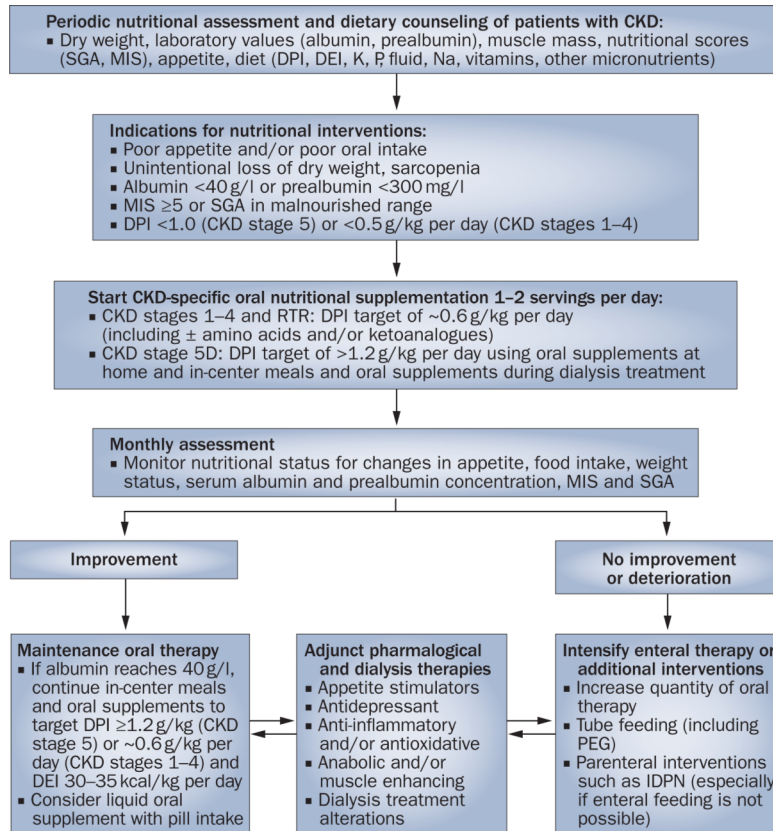 Periodic nutritional assessment and dietary counseling of patients with CKD:
▪ Dry weight, laboratory values (albumin, prealbumin), muscle mass, nutritional scores
(SGA, MIS), appetite, diet (DPI, DEI, K, P, fluid, Na, vitamins, other micronutrients)
Indications for nutritional interventions:
▪ Poor appetite and/or poor oral intake
▪ Unintentional loss of dry weight, sarcopenia
▪ Albumin <40 g/l or prealbumin <300 mg/l
▪ MIS ≥5 or SGA in malnourished range
▪ DPI <1.0 (CKD stage 5) or <0.5 g/kg per day (CKD stages 1–4)
Start CKD-specific oral nutritional supplementation 1–2 servings per day:
▪ CKD stages 1–4 and RTR: DPI target of ~0.6 g/kg per day
(including ± amino acids and/or ketoanalogues)
▪ CKD stage 5D: DPI target of >1.2 g/kg per day using oral supplements at
home and in-center meals and oral supplements during dialysis treatment
Monthly assessment
▪ Monitor nutritional status for changes in appetite, food intake, weight
status, serum albumin and prealbumin concentration, MIS and SGA
Improvement
No improvement
or deterioration
Maintenance oral therapy
▪ If albumin reaches 40 g/l,
continue in-center meals
and oral supplements to
target DPI ≥1.2 g/kg (CKD
stage 5) or ~0.6 g/kg per
day (CKD stages 1–4) and
DEI 30–35 kcal/kg per day
▪ Consider liquid oral
supplement with pill intake
Adjunct pharmalogical
and dialysis therapies
▪ Appetite stimulators
▪ Antidepressant
▪ Anti-inflammatory
and/or antioxidative
▪ Anabolic and/or
muscle enhancing
▪ Dialysis treatment
alterations
Intensify enteral therapy or
additional interventions
▪ Increase quantity of oral
therapy
▪ Tube feeding (including
PEG)
▪ Parenteral interventions
such as IDPN (especially
if enteral feeding is not
possible)